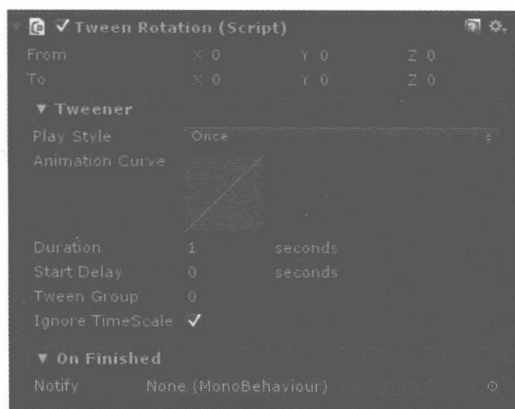 Tween Rotation (Script)
From X 0 Y 0 Z 0
To X 0 Y 0 Z 0
Tweener
Play Style Once
Animation Curve
Duration 1 seconds
Start Delay 0 seconds
Tween Group 0
Ignore TimeScale
On Finished
Notify None (MonoBehaviour)